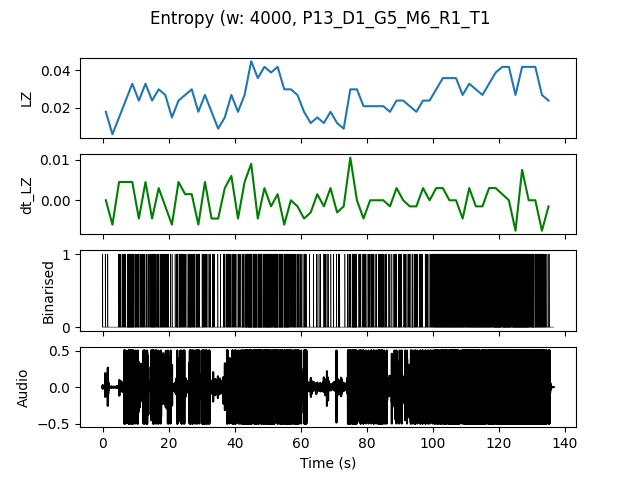 Entropy (w: 4000, P13_D1_G5_M6_R1_T1
LZ
0.04
0.02
dt_LZ
0.01
0.00
Binarised
1
0
Audio
0.5
0.0
−0.5
0 20 40 60 80 100 120 140
Time (s)